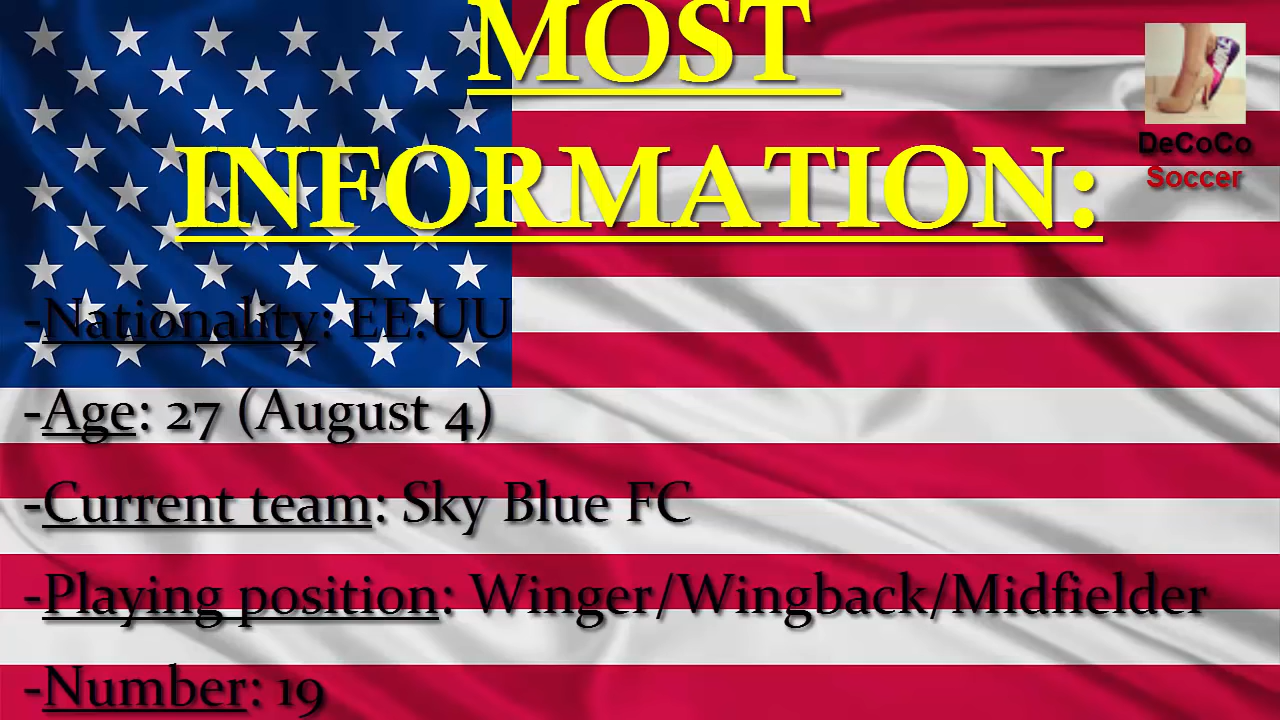 MOST
INFORMATION:
DeCoCo
Soccer
-Nationality: EE.UU
-Age: 27 (August 4)
-Current team: Sky Blue FC
-Playing position: Winger/Wingback/Midfielder
-Number: 19